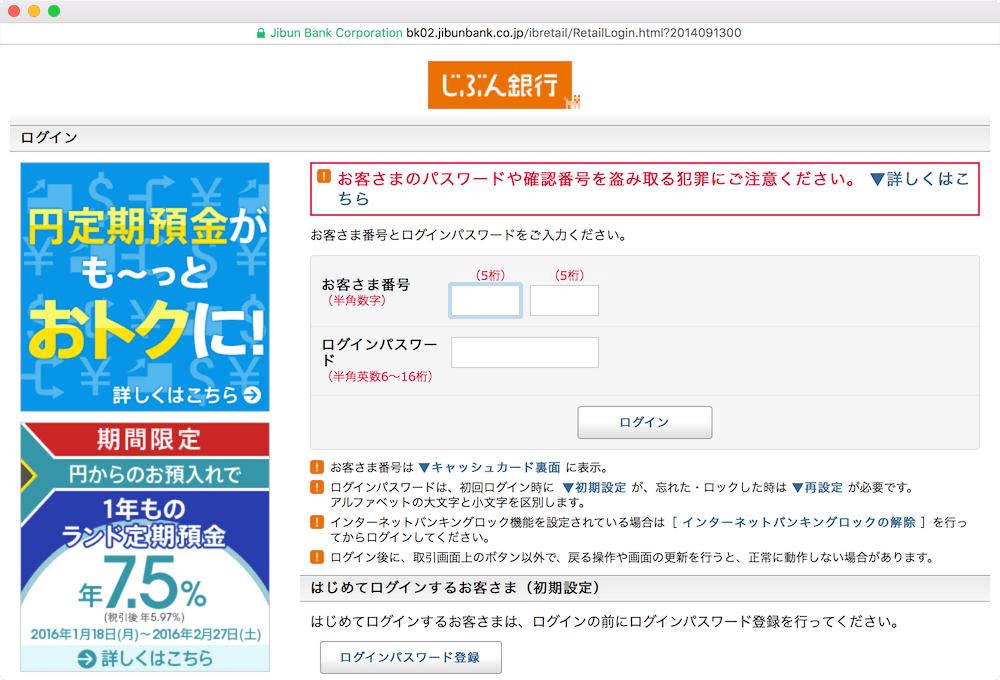 Jibun Bank Corporation bk02.jibunbank.co.jp/ibretail/RetailLogin.html?2014091300
じぶん銀行
ログイン
円定期預金が
も～っと
おトクに!
詳しくはこちら
期間限定
円からのお預入れで
1年もの
ランド定期預金
年7.5%
(税引後 年5.97%)
2016年1月18日(月)～2016年2月27日(土)
詳しくはこちら
お客さまのパスワードや確認番号を盗み取る犯罪にご注意ください。 ▼詳しくはこ
ちら
お客さま番号とログインパスワードをご入力ください。
(5桁) (5桁)
お客さま番号
(半角数字)
ログインパスワー
ド
(半角英数6～16桁)
ログイン
お客さま番号は ▼キャッシュカード裏面 に表示。
ログインパスワードは、初回ログイン時に ▼初期設定 が、忘れた・ロックした時は ▼再設定 が必要です。
アルファベットの大文字と小文字を区別します。
インターネットバンキングロック機能を設定されている場合は [ インターネットバンキングロックの解除 ] を行っ
てからログインしてください。
ログイン後に、取引画面上のボタン以外で、戻る操作や画面の更新を行うと、正常に動作しない場合があります。
はじめてログインするお客さま（初期設定）
はじめてログインするお客さまは、ログインの前にログインパスワード登録を行ってください。
ログインパスワード登録